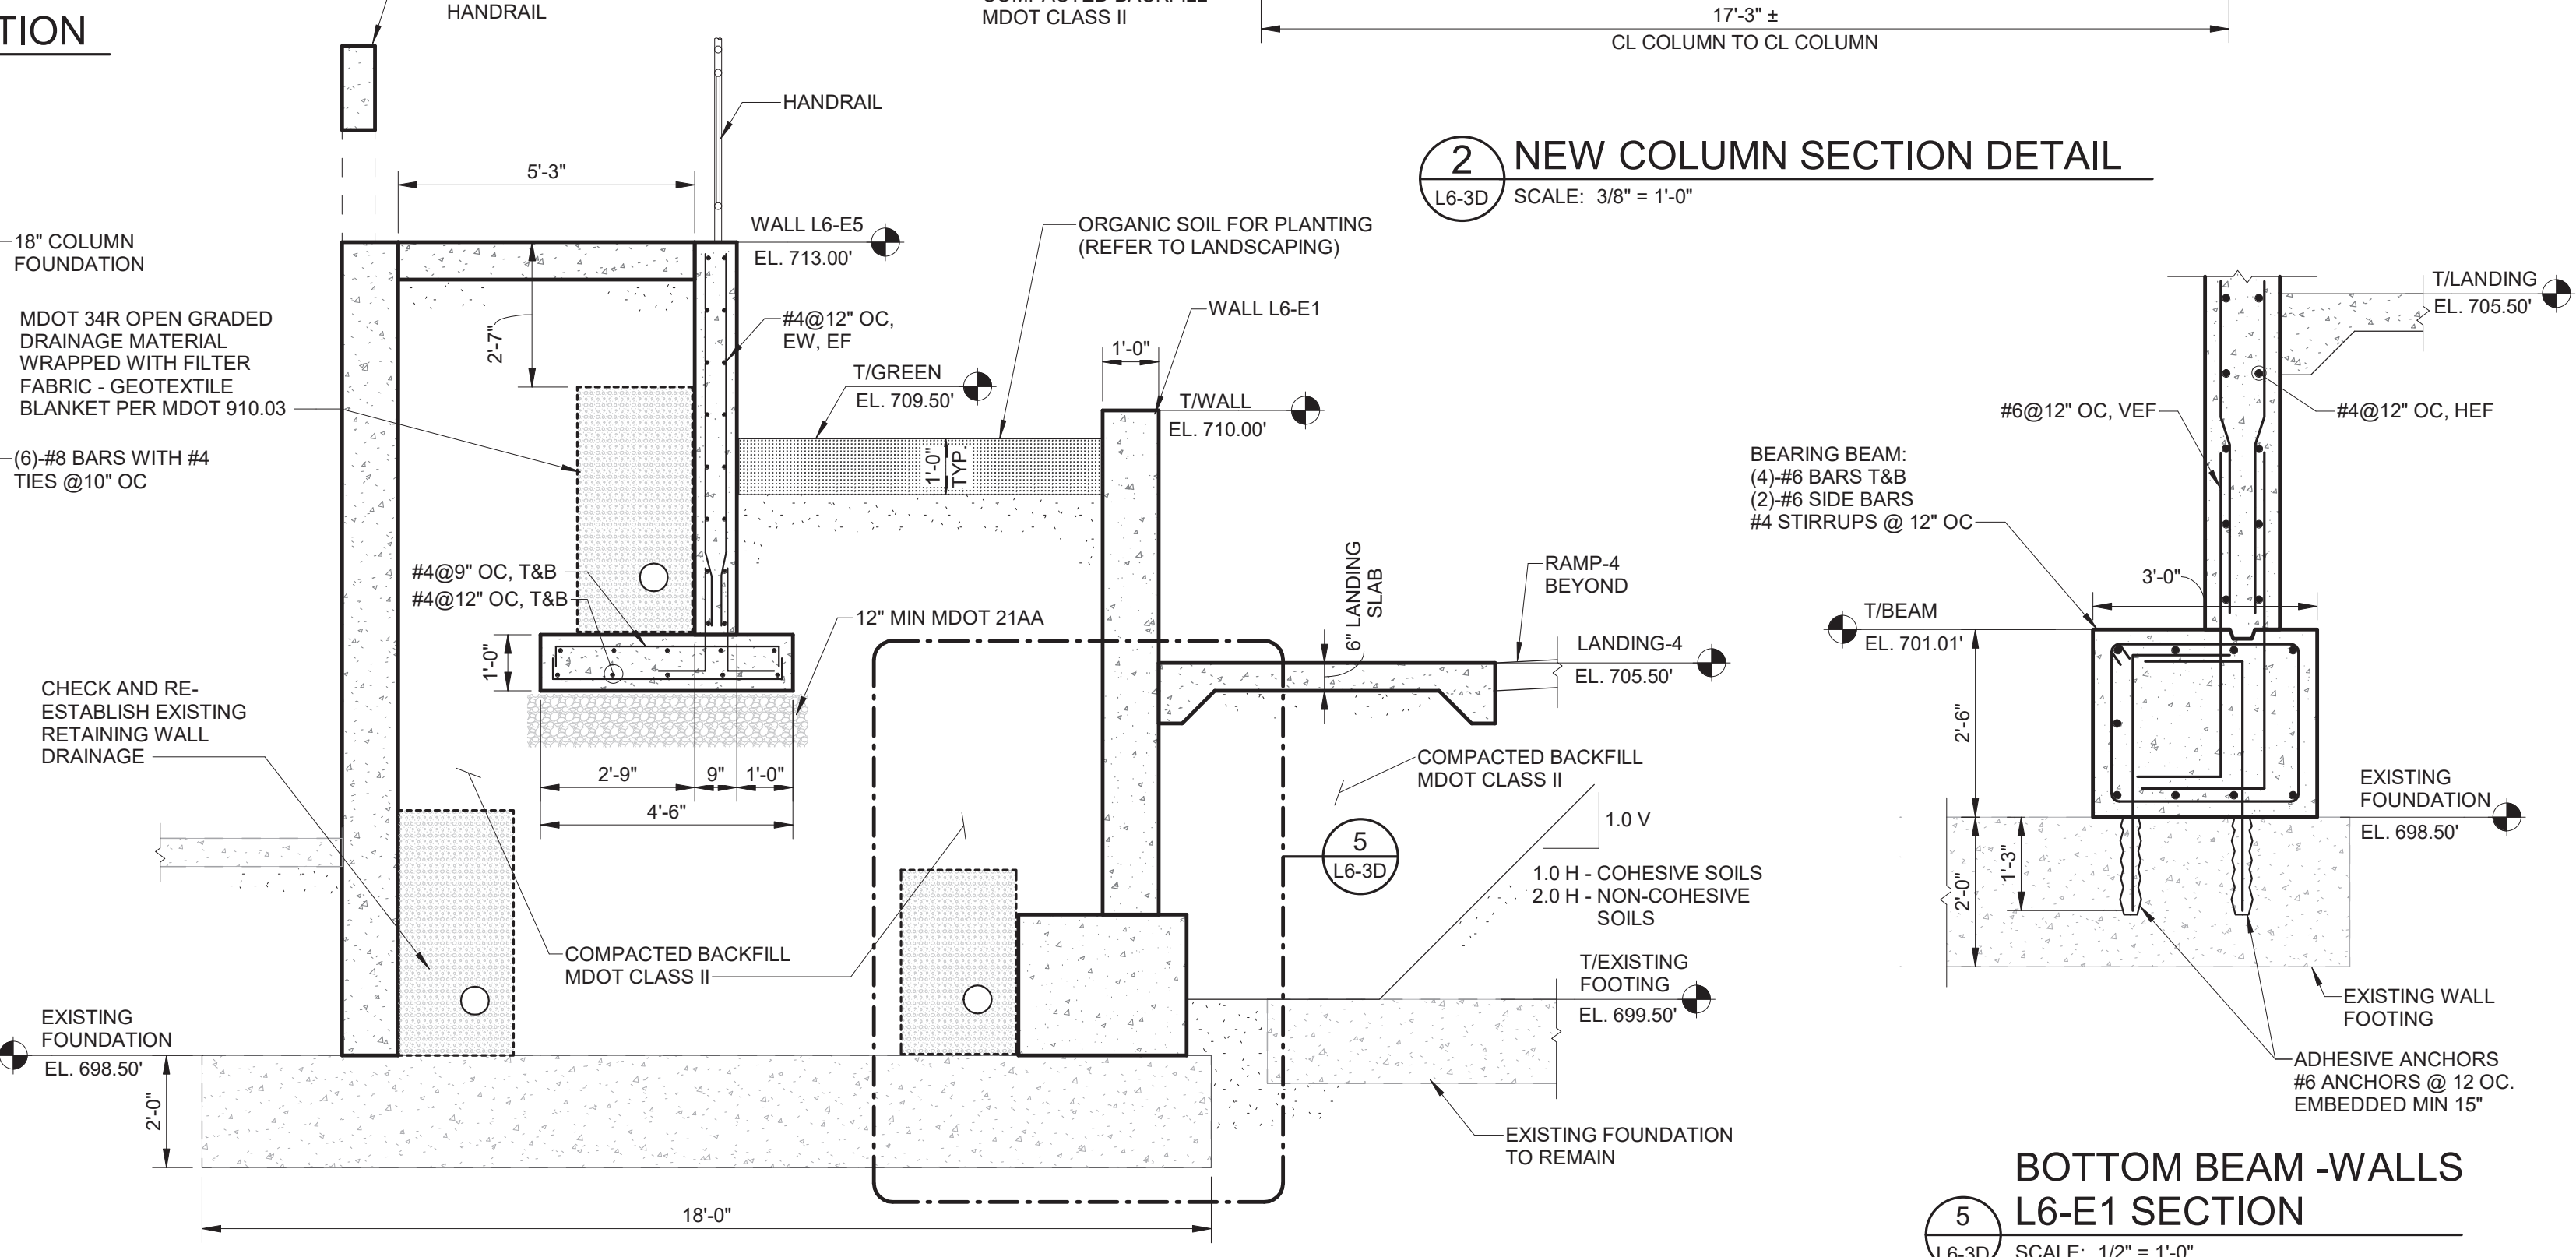 TION
HANDRAIL
MDOT CLASS II
17'-3" ±
CL COLUMN TO CL COLUMN
HANDRAIL
2
L6-3D
NEW COLUMN SECTION DETAIL
SCALE: 3/8" = 1'-0"
5'-3"
18" COLUMN
FOUNDATION
WALL L6-E5
EL. 713.00'
ORGANIC SOIL FOR PLANTING
(REFER TO LANDSCAPING)
MDOT 34R OPEN GRADED
DRAINAGE MATERIAL
WRAPPED WITH FILTER
FABRIC - GEOTEXTILE
BLANKET PER MDOT 910.03
2'-7"
#4@12" OC,
EW, EF
WALL L6-E1
1'-0"
T/GREEN
EL. 709.50'
T/WALL
EL. 710.00'
(6)-#8 BARS WITH #4
TIES @10" OC
1'-0"
TYP.
#4@9" OC, T&B
#4@12" OC, T&B
12" MIN MDOT 21AA
1'-0"
6" LANDING
SLAB
RAMP-4
BEYOND
LANDING-4
EL. 705.50'
CHECK AND RE-
ESTABLISH EXISTING
RETAINING WALL
DRAINAGE
2'-9"
9"
1'-0"
4'-6"
COMPACTED BACKFILL
MDOT CLASS II
1.0 V
5
L6-3D
1.0 H - COHESIVE SOILS
2.0 H - NON-COHESIVE
SOILS
COMPACTED BACKFILL
MDOT CLASS II
T/EXISTING
FOOTING
EL. 699.50'
EXISTING
FOUNDATION
EL. 698.50'
2'-0"
EXISTING FOUNDATION
TO REMAIN
18'-0"
T/LANDING
EL. 705.50'
#6@12" OC, VEF
#4@12" OC, HEF
BEARING BEAM:
(4)-#6 BARS T&B
(2)-#6 SIDE BARS
#4 STIRRUPS @ 12" OC
3'-0"
T/BEAM
EL. 701.01'
2'-6"
EXISTING
FOUNDATION
EL. 698.50'
1'-3"
2'-0"
EXISTING WALL
FOOTING
ADHESIVE ANCHORS
#6 ANCHORS @ 12 OC.
EMBEDDED MIN 15"
BOTTOM BEAM -WALLS
L6-E1 SECTION
5
L6-3D
SCALE: 1/2" = 1'-0"